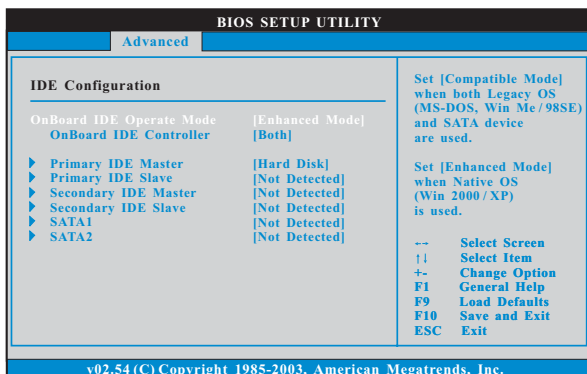 BIOS SETUP UTILITY
Advanced
IDE Configuration
OnBoard IDE Operate Mode [Enhanced Mode]
OnBoard IDE Controller [Both]
Primary IDE Master [Hard Disk]
Primary IDE Slave [Not Detected]
Secondary IDE Master [Not Detected]
Secondary IDE Slave [Not Detected]
SATA1 [Not Detected]
SATA2 [Not Detected]
Set [Compatible Mode]
when both Legacy OS
(MS-DOS, Win Me / 98SE)
and SATA device
are used.
Set [Enhanced Mode]
when Native OS
(Win 2000 / XP)
is used.
←→ Select Screen
↑↓ Select Item
+- Change Option
F1 General Help
F9 Load Defaults
F10 Save and Exit
ESC Exit
v02.54 (C) Copyright 1985-2003, American Megatrends, Inc.